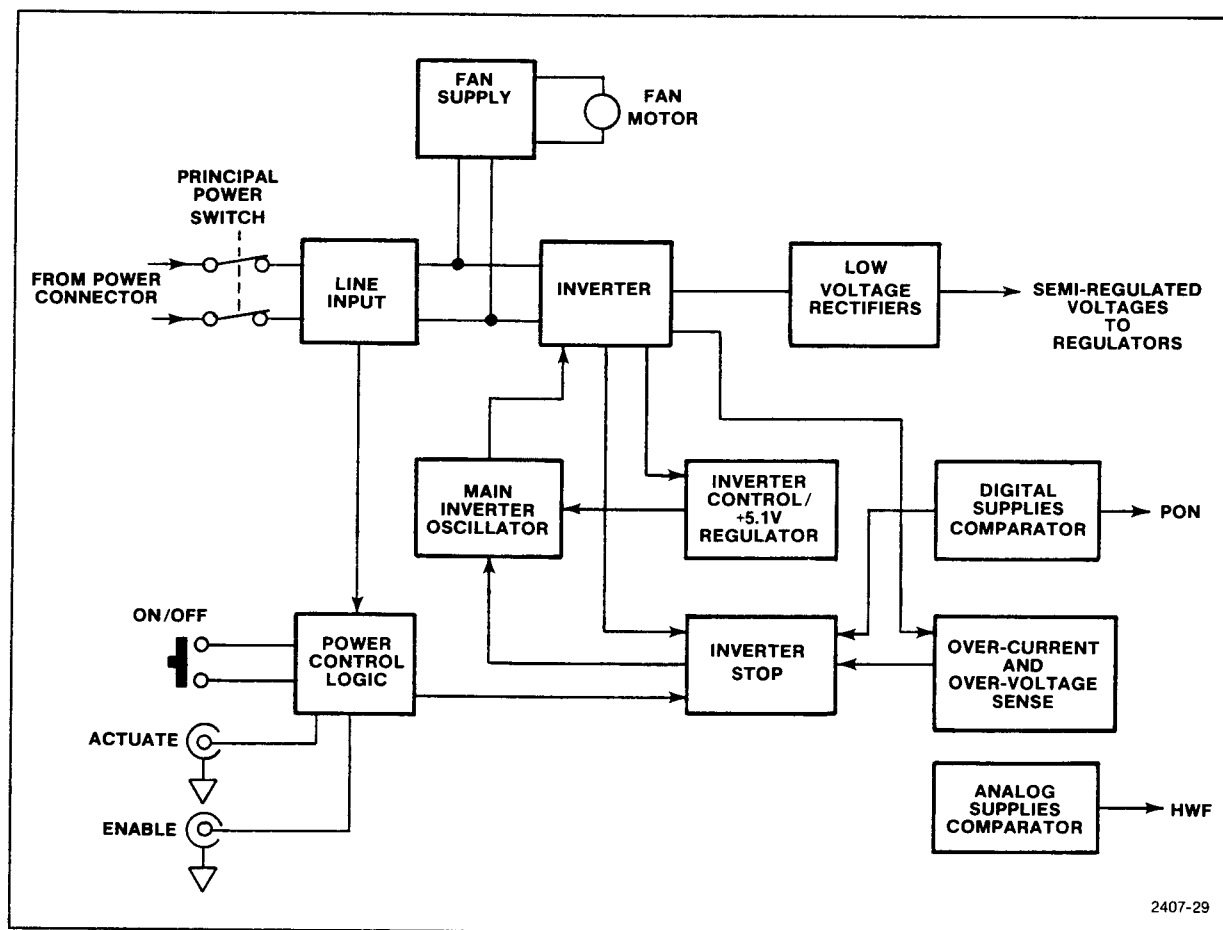 FAN
SUPPLY
FAN
MOTOR
PRINCIPAL
POWER
SWITCH
FROM POWER
CONNECTOR
LINE
INPUT
INVERTER
LOW
VOLTAGE
RECTIFIERS
SEMI-REGULATED
VOLTAGES
TO
REGULATORS
MAIN
INVERTER
OSCILLATOR
INVERTER
CONTROL/
+5.1V
REGULATOR
DIGITAL
SUPPLIES
COMPARATOR
PON
ON/OFF
POWER
CONTROL
LOGIC
INVERTER
STOP
OVER-CURRENT
AND
OVER-VOLTAGE
SENSE
ACTUATE
ENABLE
ANALOG
SUPPLIES
COMPARATOR
HWF
2407-29